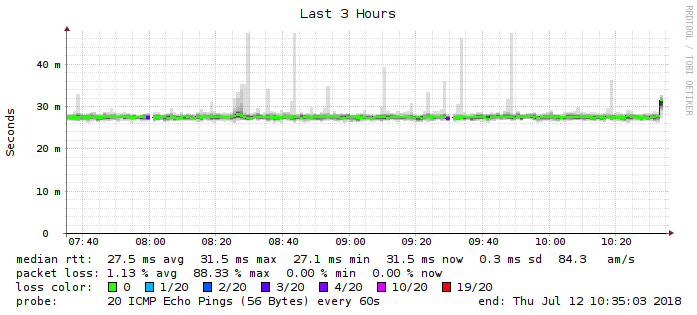 Last 3 Hours
RRDTOOL / TOBI OETIKER
Seconds
40 m
30 m
20 m
10 m
0
07:40 08:00 08:20 08:40 09:00 09:20 09:40 10:00 10:20
median rtt: 27.5 ms avg 31.5 ms max 27.1 ms min 31.5 ms now 0.3 ms sd 84.3 am/s
packet loss: 1.13 % avg 88.33 % max 0.00 % min 0.00 % now
loss color: 0 1/20 2/20 3/20 4/20 10/20 19/20
probe: 20 ICMP Echo Pings (56 Bytes) every 60s end: Thu Jul 12 10:35:03 2018